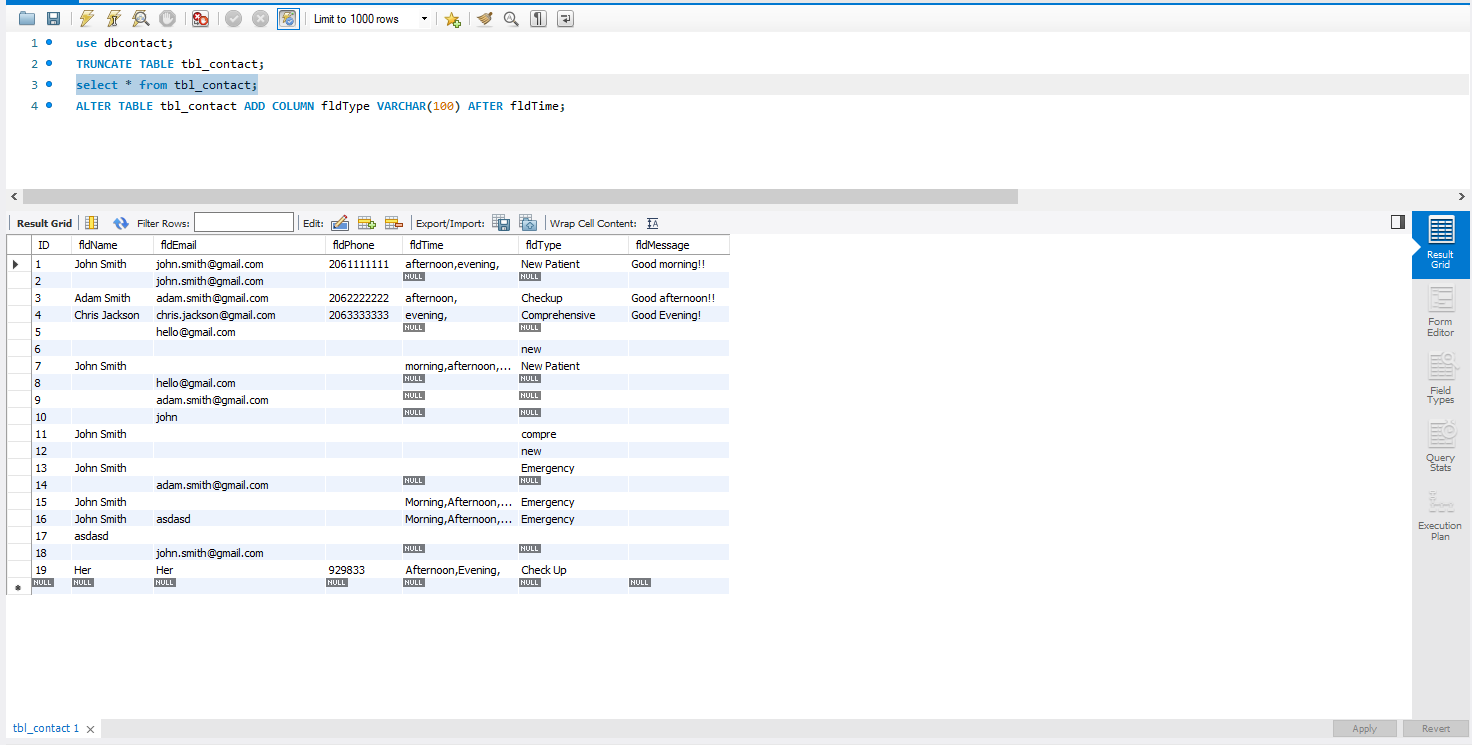 Limit to 1000 rows
1 use dbcontact;
2 TRUNCATE TABLE tbl_contact;
3 select * from tbl_contact;
4 ALTER TABLE tbl_contact ADD COLUMN fldType VARCHAR(100) AFTER fldTime;
Result Grid Filter Rows: Edit: Export/Import: Wrap Cell Content:
ID fldName fldEmail fldPhone fldTime fldType fldMessage
1 John Smith john.smith@gmail.com 2061111111 afternoon,evening, New Patient Good morning!!
2 john.smith@gmail.com NULL NULL
3 Adam Smith adam.smith@gmail.com 2062222222 afternoon, Checkup Good afternoon!!
4 Chris Jackson chris.jackson@gmail.com 2063333333 evening, Comprehensive Good Evening!
5 hello@gmail.com NULL NULL
6 new
7 John Smith morning,afternoon,... New Patient
8 hello@gmail.com NULL NULL
9 adam.smith@gmail.com NULL NULL
10 john NULL NULL
11 John Smith compre
12 new
13 John Smith Emergency
14 adam.smith@gmail.com NULL NULL
15 John Smith Morning,Afternoon,... Emergency
16 John Smith asdasd Morning,Afternoon,... Emergency
17 asdasd
18 john.smith@gmail.com NULL NULL
19 Her Her 929833 Afternoon,Evening, Check Up
NULL NULL NULL NULL NULL NULL NULL
Result
Grid
Form
Editor
Field
Types
Query
Stats
Execution
Plan
tbl_contact 1
Apply Revert